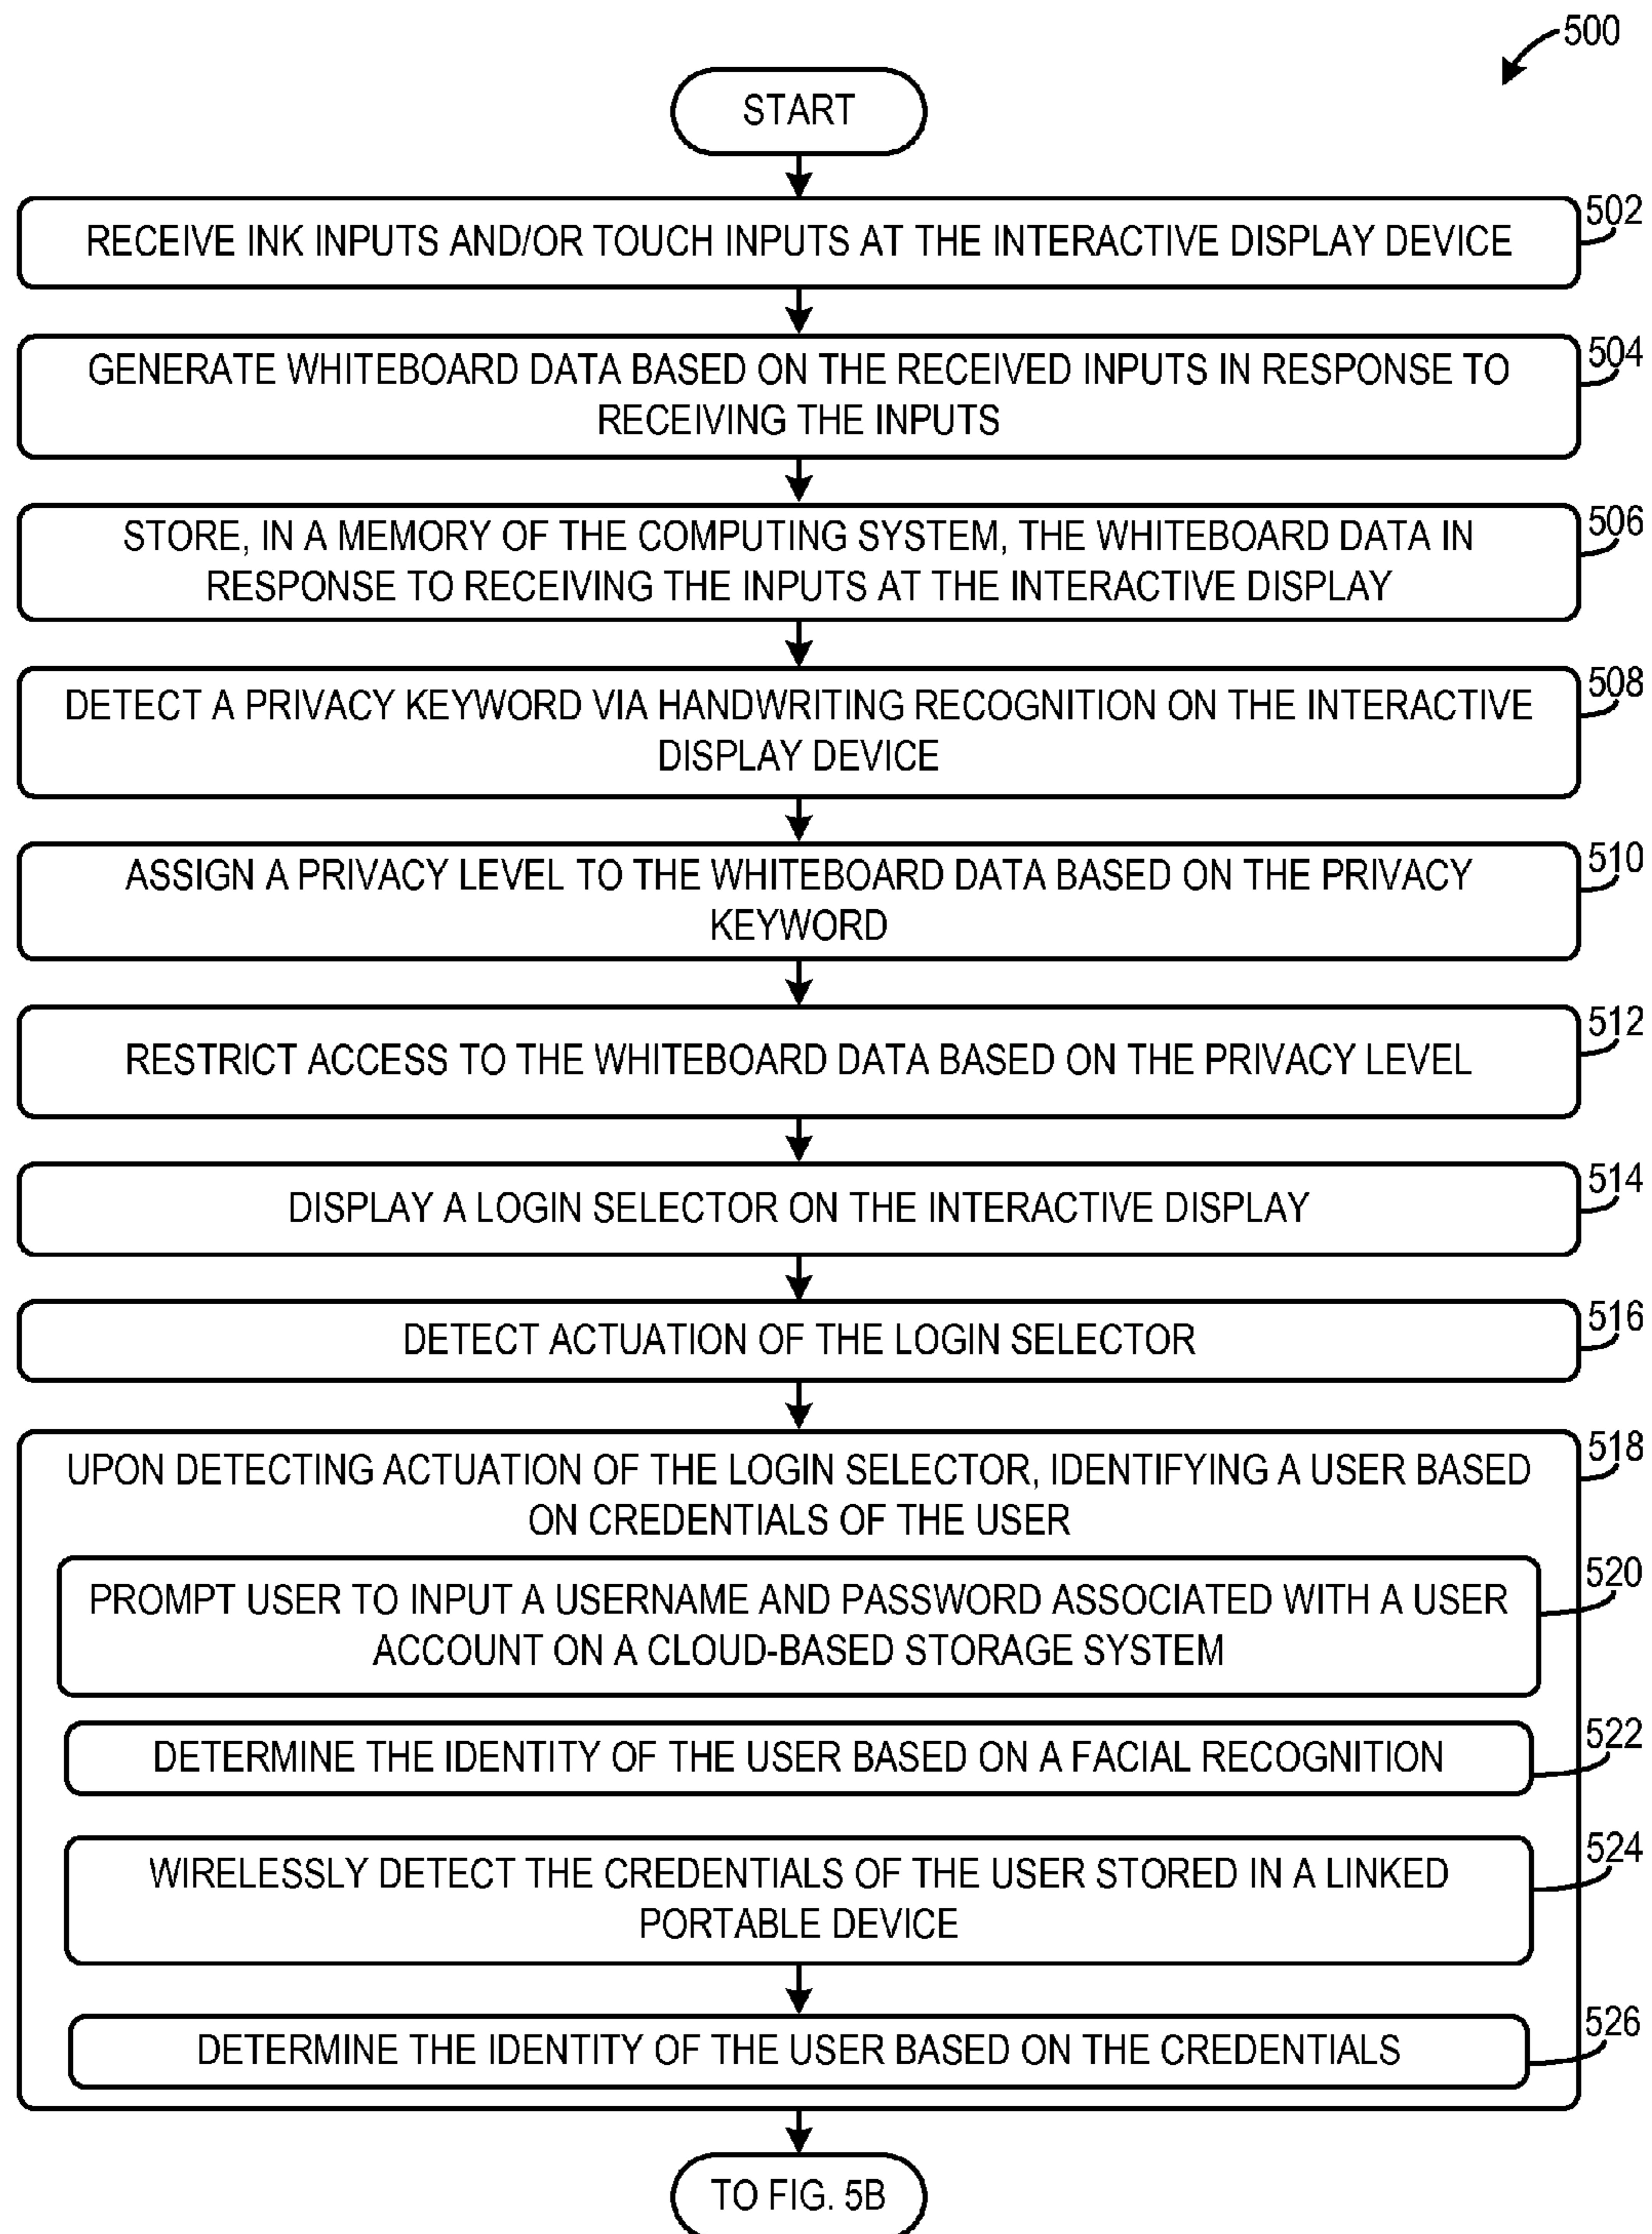 500
START
502
RECEIVE INK INPUTS AND/OR TOUCH INPUTS AT THE INTERACTIVE DISPLAY DEVICE
504
GENERATE WHITEBOARD DATA BASED ON THE RECEIVED INPUTS IN RESPONSE TO
RECEIVING THE INPUTS
506
STORE, IN A MEMORY OF THE COMPUTING SYSTEM, THE WHITEBOARD DATA IN
RESPONSE TO RECEIVING THE INPUTS AT THE INTERACTIVE DISPLAY
508
DETECT A PRIVACY KEYWORD VIA HANDWRITING RECOGNITION ON THE INTERACTIVE
DISPLAY DEVICE
510
ASSIGN A PRIVACY LEVEL TO THE WHITEBOARD DATA BASED ON THE PRIVACY
KEYWORD
512
RESTRICT ACCESS TO THE WHITEBOARD DATA BASED ON THE PRIVACY LEVEL
514
DISPLAY A LOGIN SELECTOR ON THE INTERACTIVE DISPLAY
516
DETECT ACTUATION OF THE LOGIN SELECTOR
518
UPON DETECTING ACTUATION OF THE LOGIN SELECTOR, IDENTIFYING A USER BASED
ON CREDENTIALS OF THE USER
520
PROMPT USER TO INPUT A USERNAME AND PASSWORD ASSOCIATED WITH A USER
ACCOUNT ON A CLOUD-BASED STORAGE SYSTEM
522
DETERMINE THE IDENTITY OF THE USER BASED ON A FACIAL RECOGNITION
524
WIRELESSLY DETECT THE CREDENTIALS OF THE USER STORED IN A LINKED
PORTABLE DEVICE
526
DETERMINE THE IDENTITY OF THE USER BASED ON THE CREDENTIALS
TO FIG. 5B